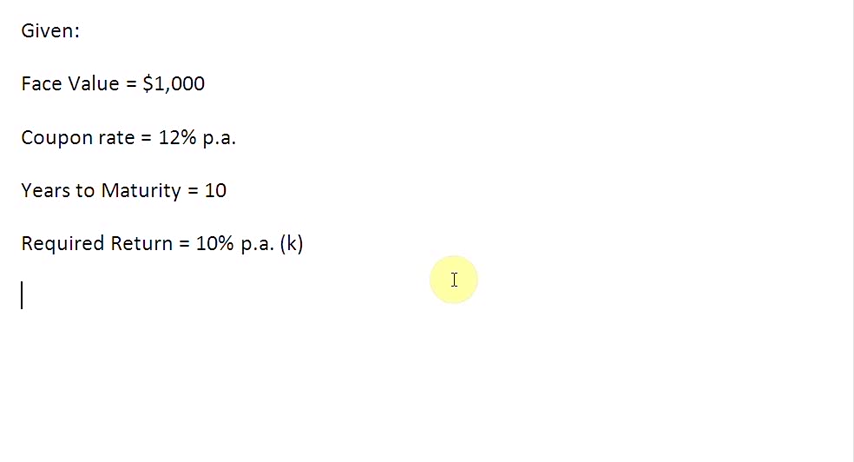 Given:
Face Value = $1,000
Coupon rate = 12% p.a.
Years to Maturity = 10
Required Return = 10% p.a. (k)